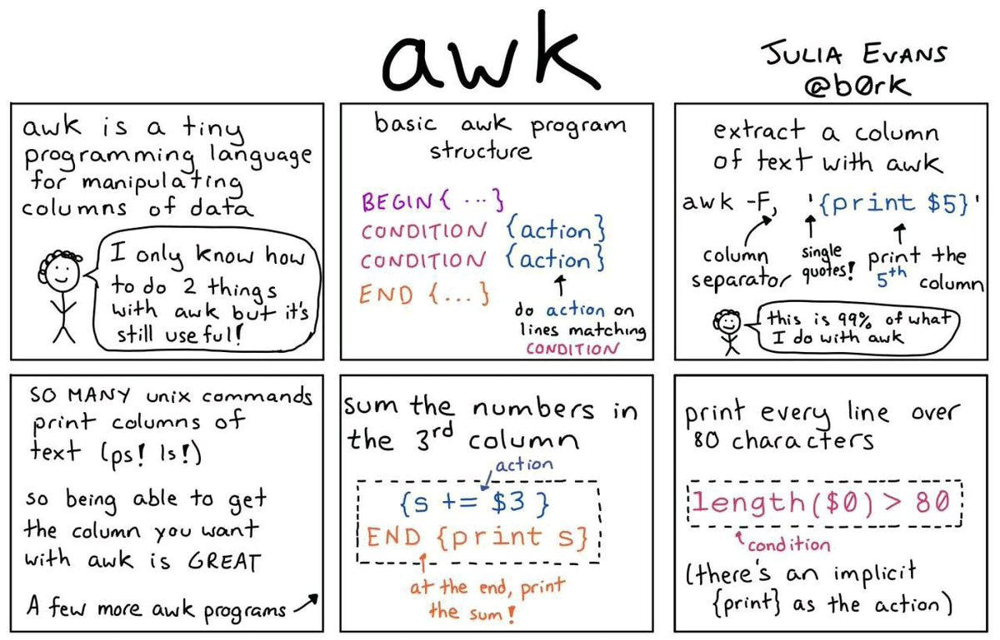 awk
JULIA EVANS
@b0rk
awk is a tiny
programming language
for manipulating
columns of data
I only know how
to do 2 things
with awk but it's
still useful!
basic awk program
structure
BEGIN{ ... }
CONDITION {action}
CONDITION {action}
END {...}
do action on
lines matching
CONDITION
extract a column
of text with awk
awk -F, '{print $5}'
column
separator
single
quotes!
print the
5th column
this is 99% of what
I do with awk
SO MANY unix commands
print columns of
text (ps! ls!)
so being able to get
the column you want
with awk is GREAT
A few more awk programs
sum the numbers in
the 3rd column
action
{s += $3 }
END {print s}
at the end, print
the sum!
print every line over
80 characters
length($0) > 80
condition
(there's an implicit
{print} as the action)